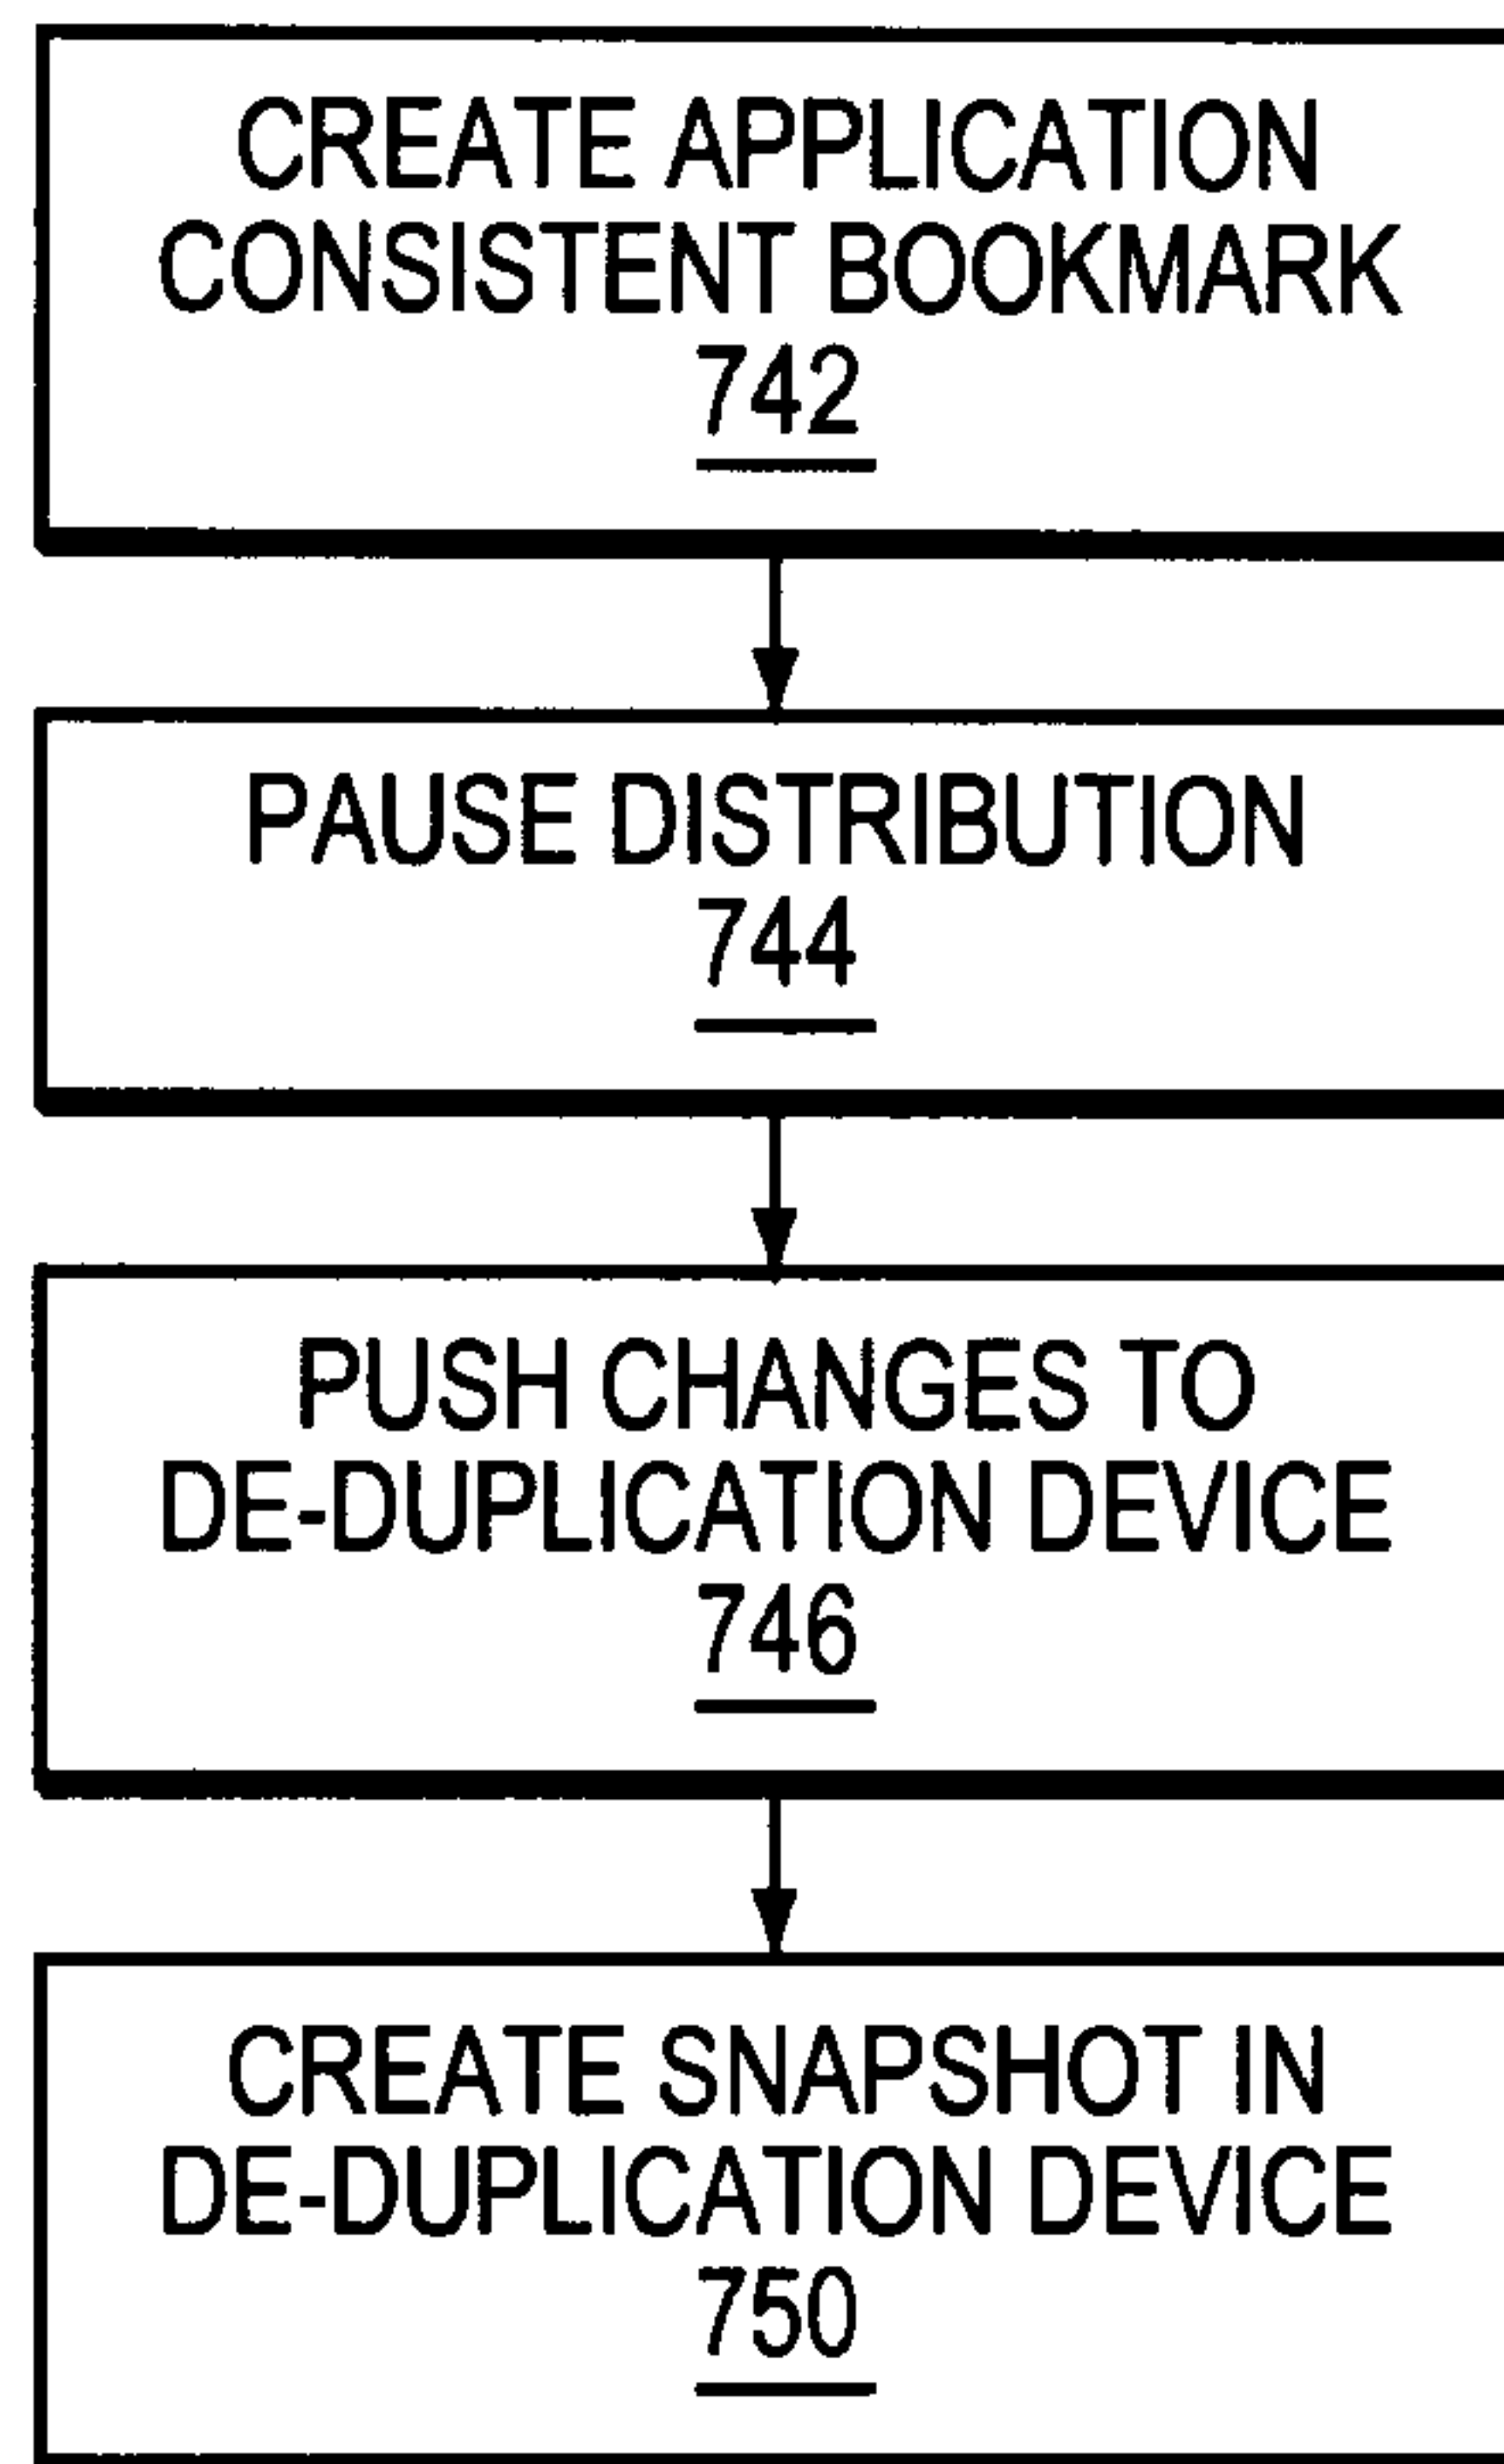 CREATE APPLICATION
CONSISTENT BOOKMARK
742
PAUSE DISTRIBUTION
744
PUSH CHANGES TO
DE-DUPLICATION DEVICE
746
CREATE SNAPSHOT IN
DE-DUPLICATION DEVICE
750